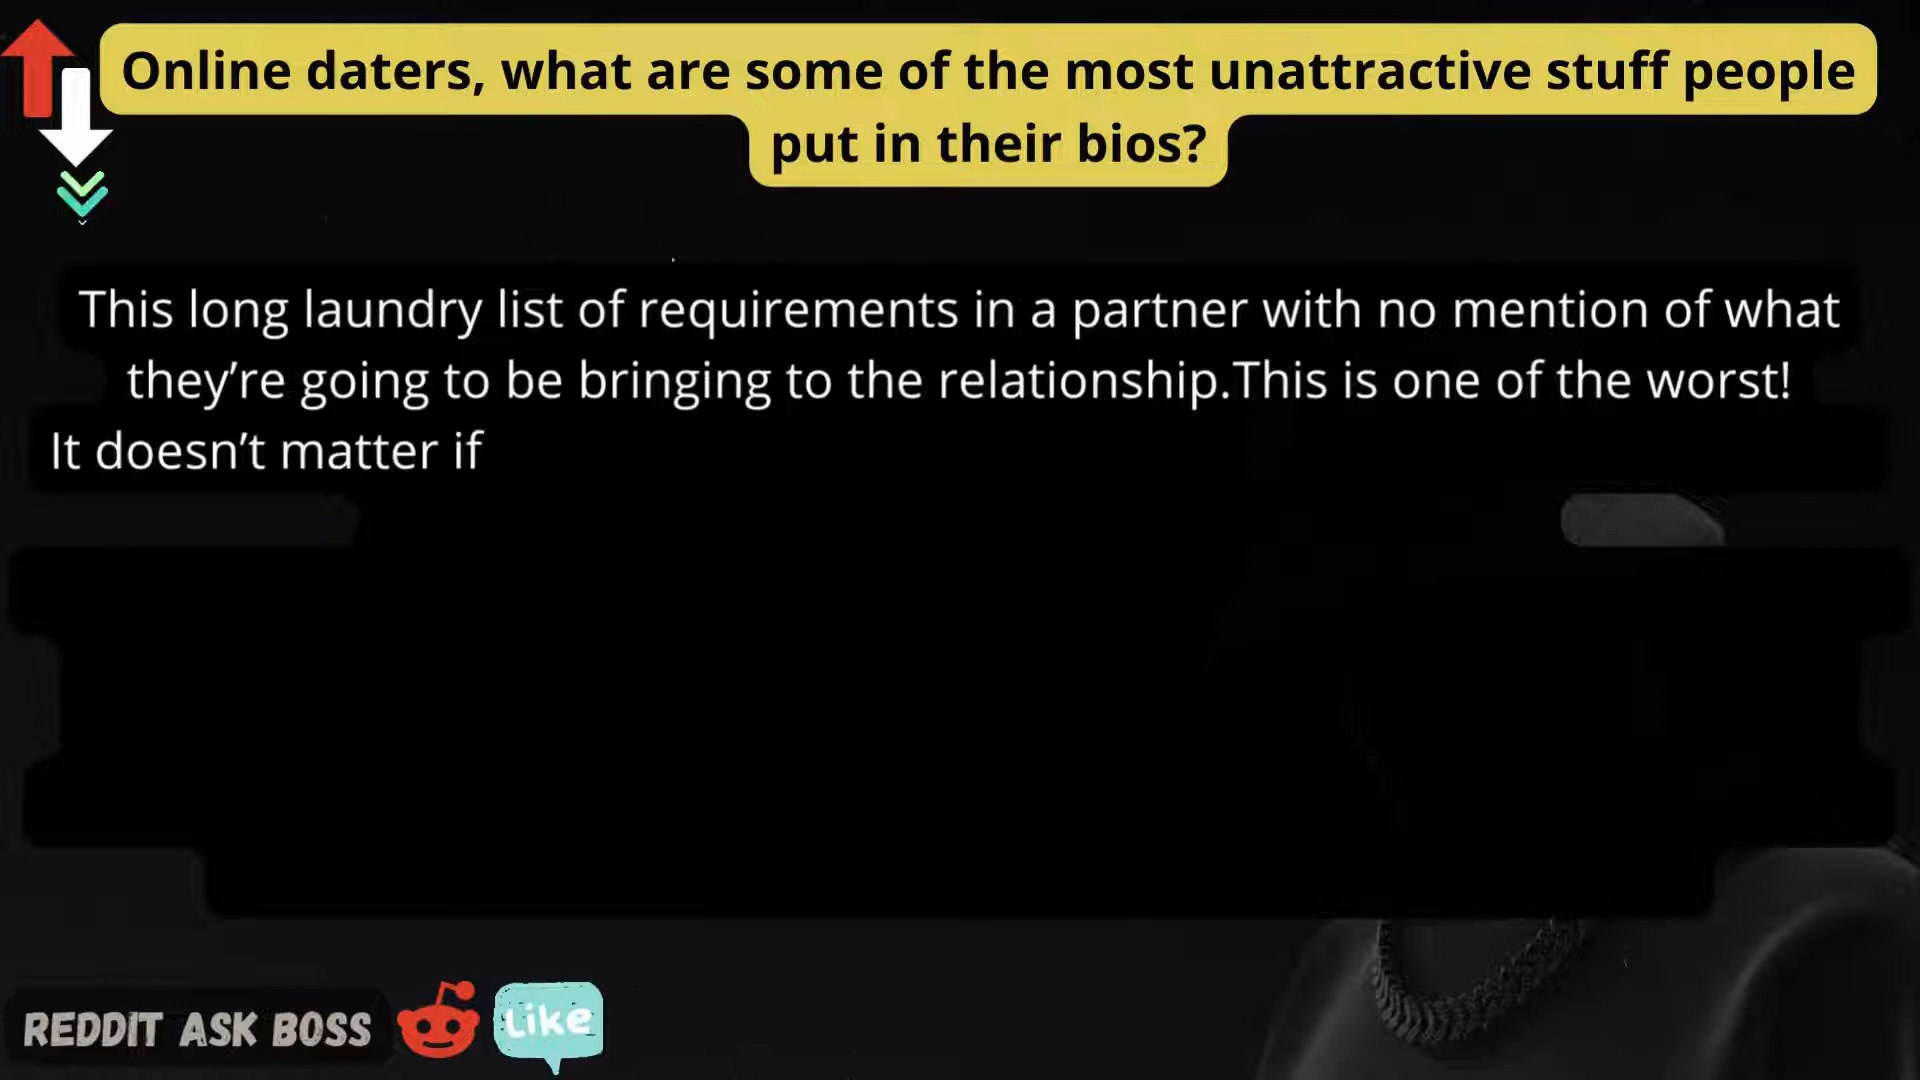 Online daters, what are some of the most unattractive stuff people
put in their bios?
This long laundry list of requirements in a partner with no mention of what
they’re going to be bringing to the relationship.This is one of the worst!
It doesn’t matter if
REDDIT ASK BOSS
Like